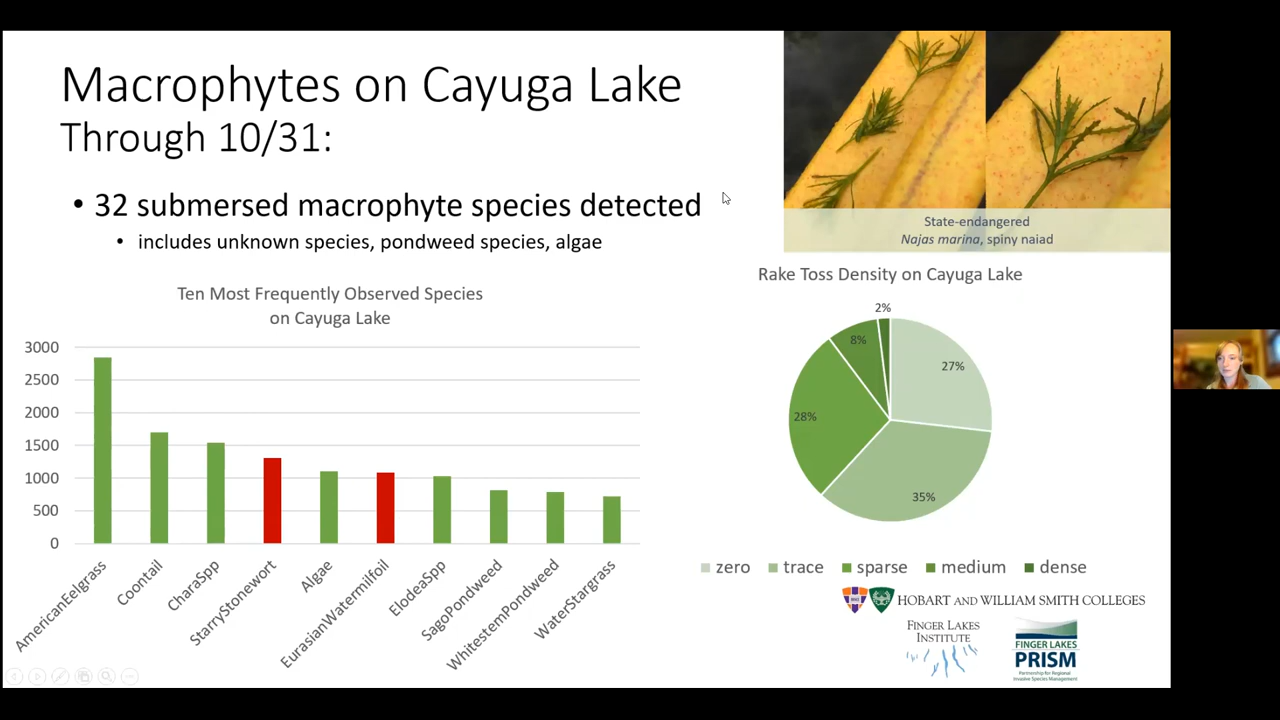 Macrophytes on Cayuga Lake
Through 10/31:
• 32 submersed macrophyte species detected
• includes unknown species, pondweed species, algae
State-endangered
Najas marina, spiny naiad
Ten Most Frequently Observed Species
on Cayuga Lake
3000
2500
2000
1500
1000
500
0
AmericanEelgrass
Coontail
CharaSpp
StarryStonewort
Algae
EurasianWatermilfoil
ElodeaSpp
SagoPondweed
WhitestemPondweed
WaterStargrass
Rake Toss Density on Cayuga Lake
2%
8%
27%
28%
35%
zero trace sparse medium dense
HOBART AND WILLIAM SMITH COLLEGES
FINGER LAKES
INSTITUTE
FINGER LAKES
PRISM
Partnership for Regional
Invasive Species Management